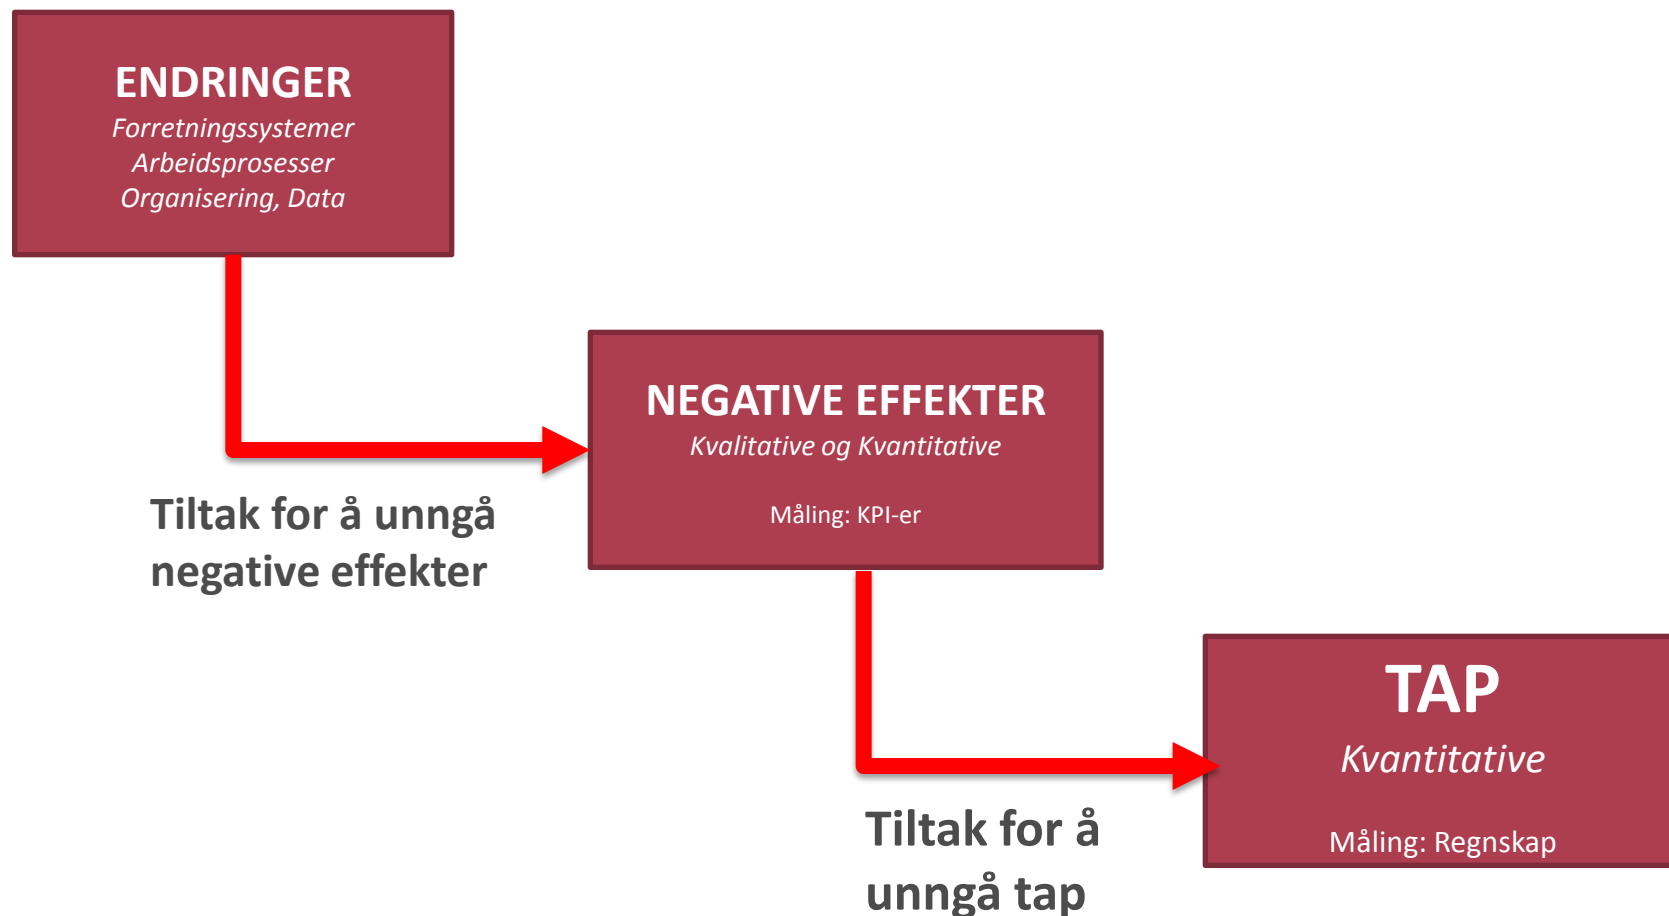 ENDRINGER
Forretningssystemer
Arbeidsprosesser
Organisering, Data
NEGATIVE EFFEKTER
Kvalitative og Kvantitative
Måling: KPI-er
Tiltak for å unngå
negative effekter
TAP
Kvantitative
Måling: Regnskap
Tiltak for å
unngå tap